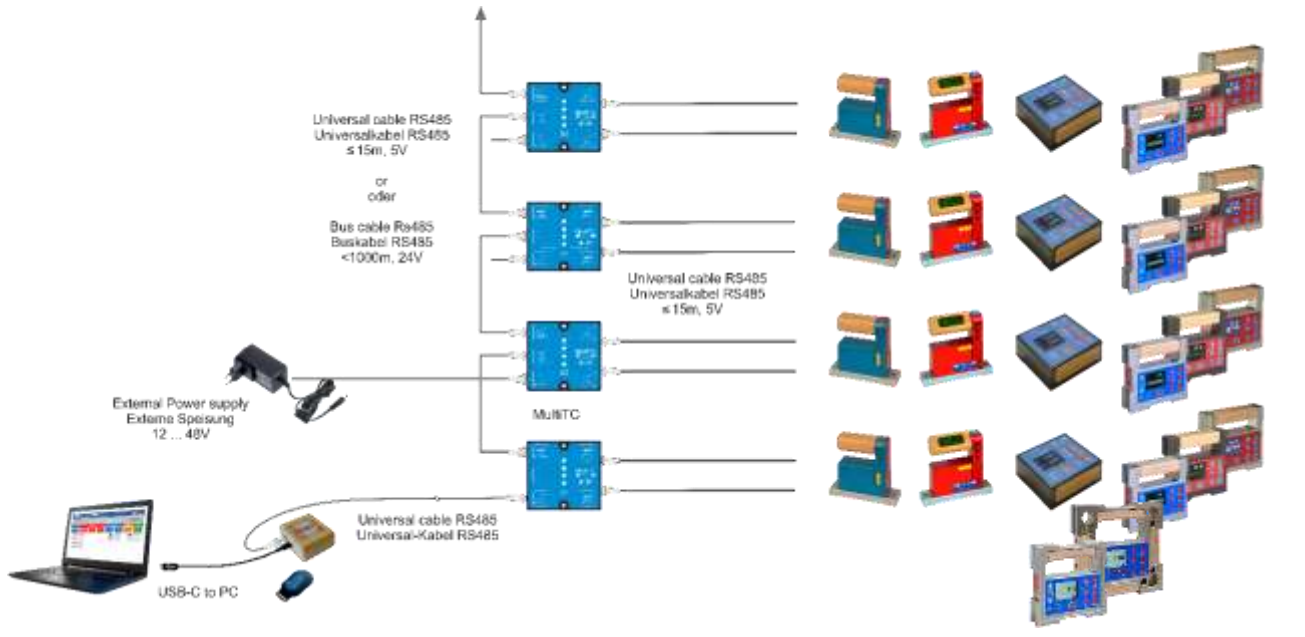 Universal cable RS485
Universalkabel RS485
≤ 15m, 5V
or
oder
Bus cable Rs485
Buskabel RS485
<1000m, 24V
Universal cable RS485
Universalkabel RS485
≤ 15m, 5V
External Power supply
Externe Speisung
12 ... 48V
MultiTC
Universal cable RS485
Universal-Kabel RS485
USB-C to PC